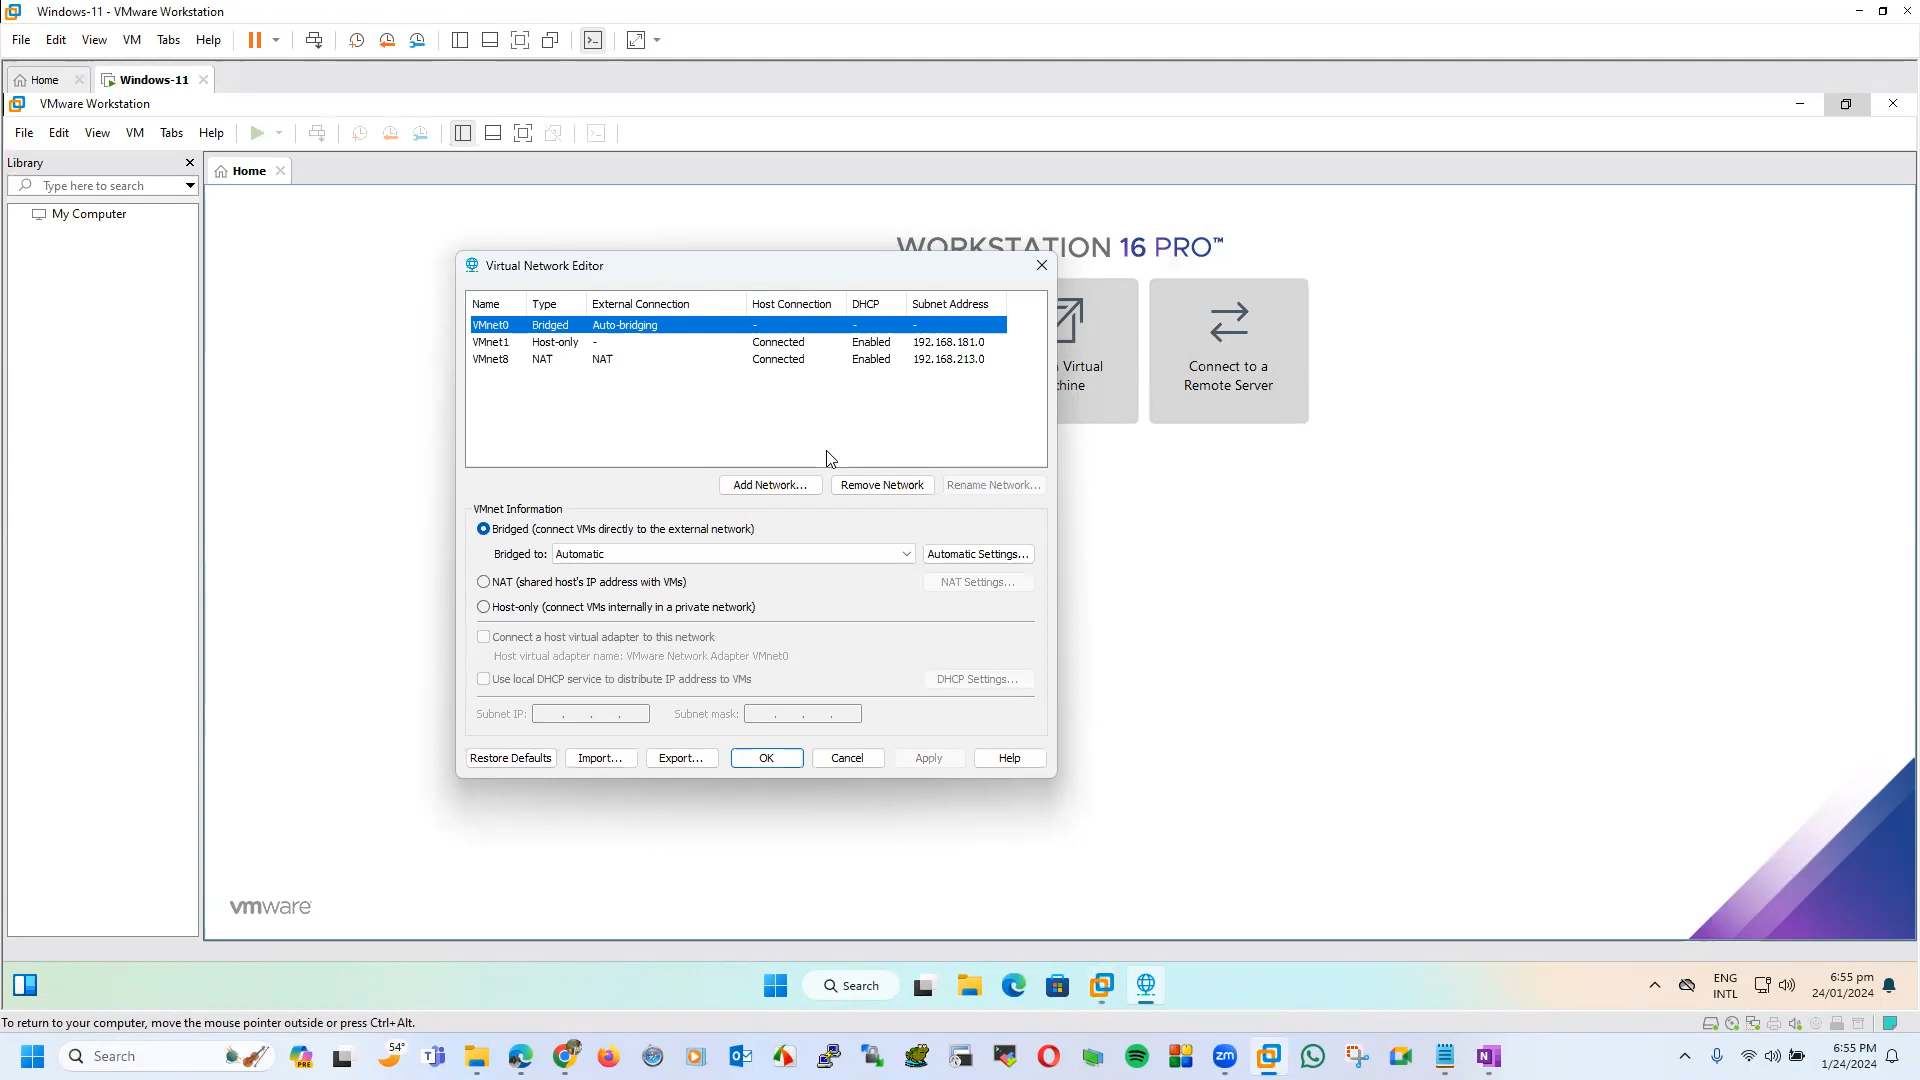 Windows-11 - VMware Workstation
File Edit View VM Tabs Help
Home Windows-11
VMware Workstation
File Edit View VM Tabs Help
Library
Type here to search
My Computer
Home
WORKSTATION 16 PRO™
Virtual Network Editor
Name Type External Connection Host Connection DHCP Subnet Address
VMnet0 Bridged Auto-bridging - - -
VMnet1 Host-only - Connected Enabled 192.168.181.0
VMnet8 NAT NAT Connected Enabled 192.168.213.0
Virtual
Connect to a
Remote Server
Add Network... Remove Network Rename Network...
VMnet Information
Bridged (connect VMs directly to the external network)
Bridged to: Automatic Automatic Settings...
NAT (shared host's IP address with VMs) NAT Settings...
Host-only (connect VMs internally in a private network)
Connect a host virtual adapter to this network
Host virtual adapter name: VMware Network Adapter VMnet0
Use local DHCP service to distribute IP address to VMs DHCP Settings...
Subnet IP: . . . Subnet mask: . . .
Restore Defaults Import... Export... OK Cancel Apply Help
vmware
Search
ENG
INTL
6:55 pm
24/01/2024
To return to your computer, move the mouse pointer outside or press Ctrl+Alt.
Search
PRE
54°
zm
6:55 PM
1/24/2024